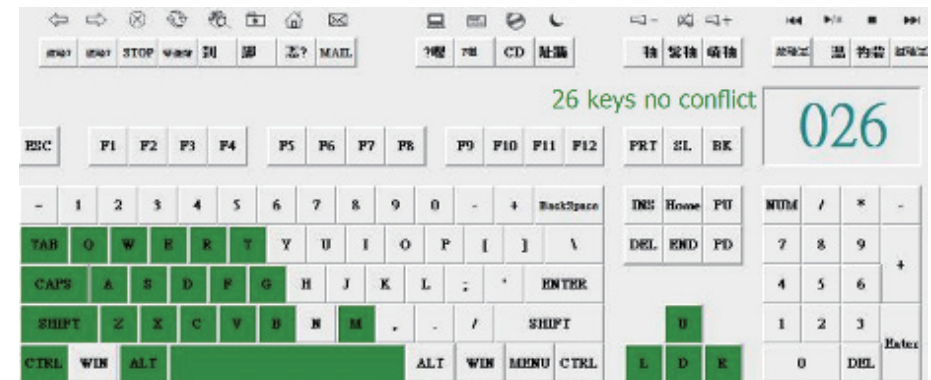 STOP MAIL CD
26 keys no conflict
026
ESC F1 F2 F3 F4 F5 F6 F7 F8 F9 F10 F11 F12 PRT SL BK
- 1 2 3 4 5 6 7 8 9 0 - + BackSpace INS Home PU NUM / * -
TAB Q W E R T Y U I O P [ ] \ DEL END PD 7 8 9 +
CAPS A S D F G H J K L ; ' ENTER 4 5 6
SHIFT Z X C V B N M , . / SHIFT U 1 2 3 Enter
CTRL WIN ALT ALT WIN MENU CTRL L D R 0 DEL